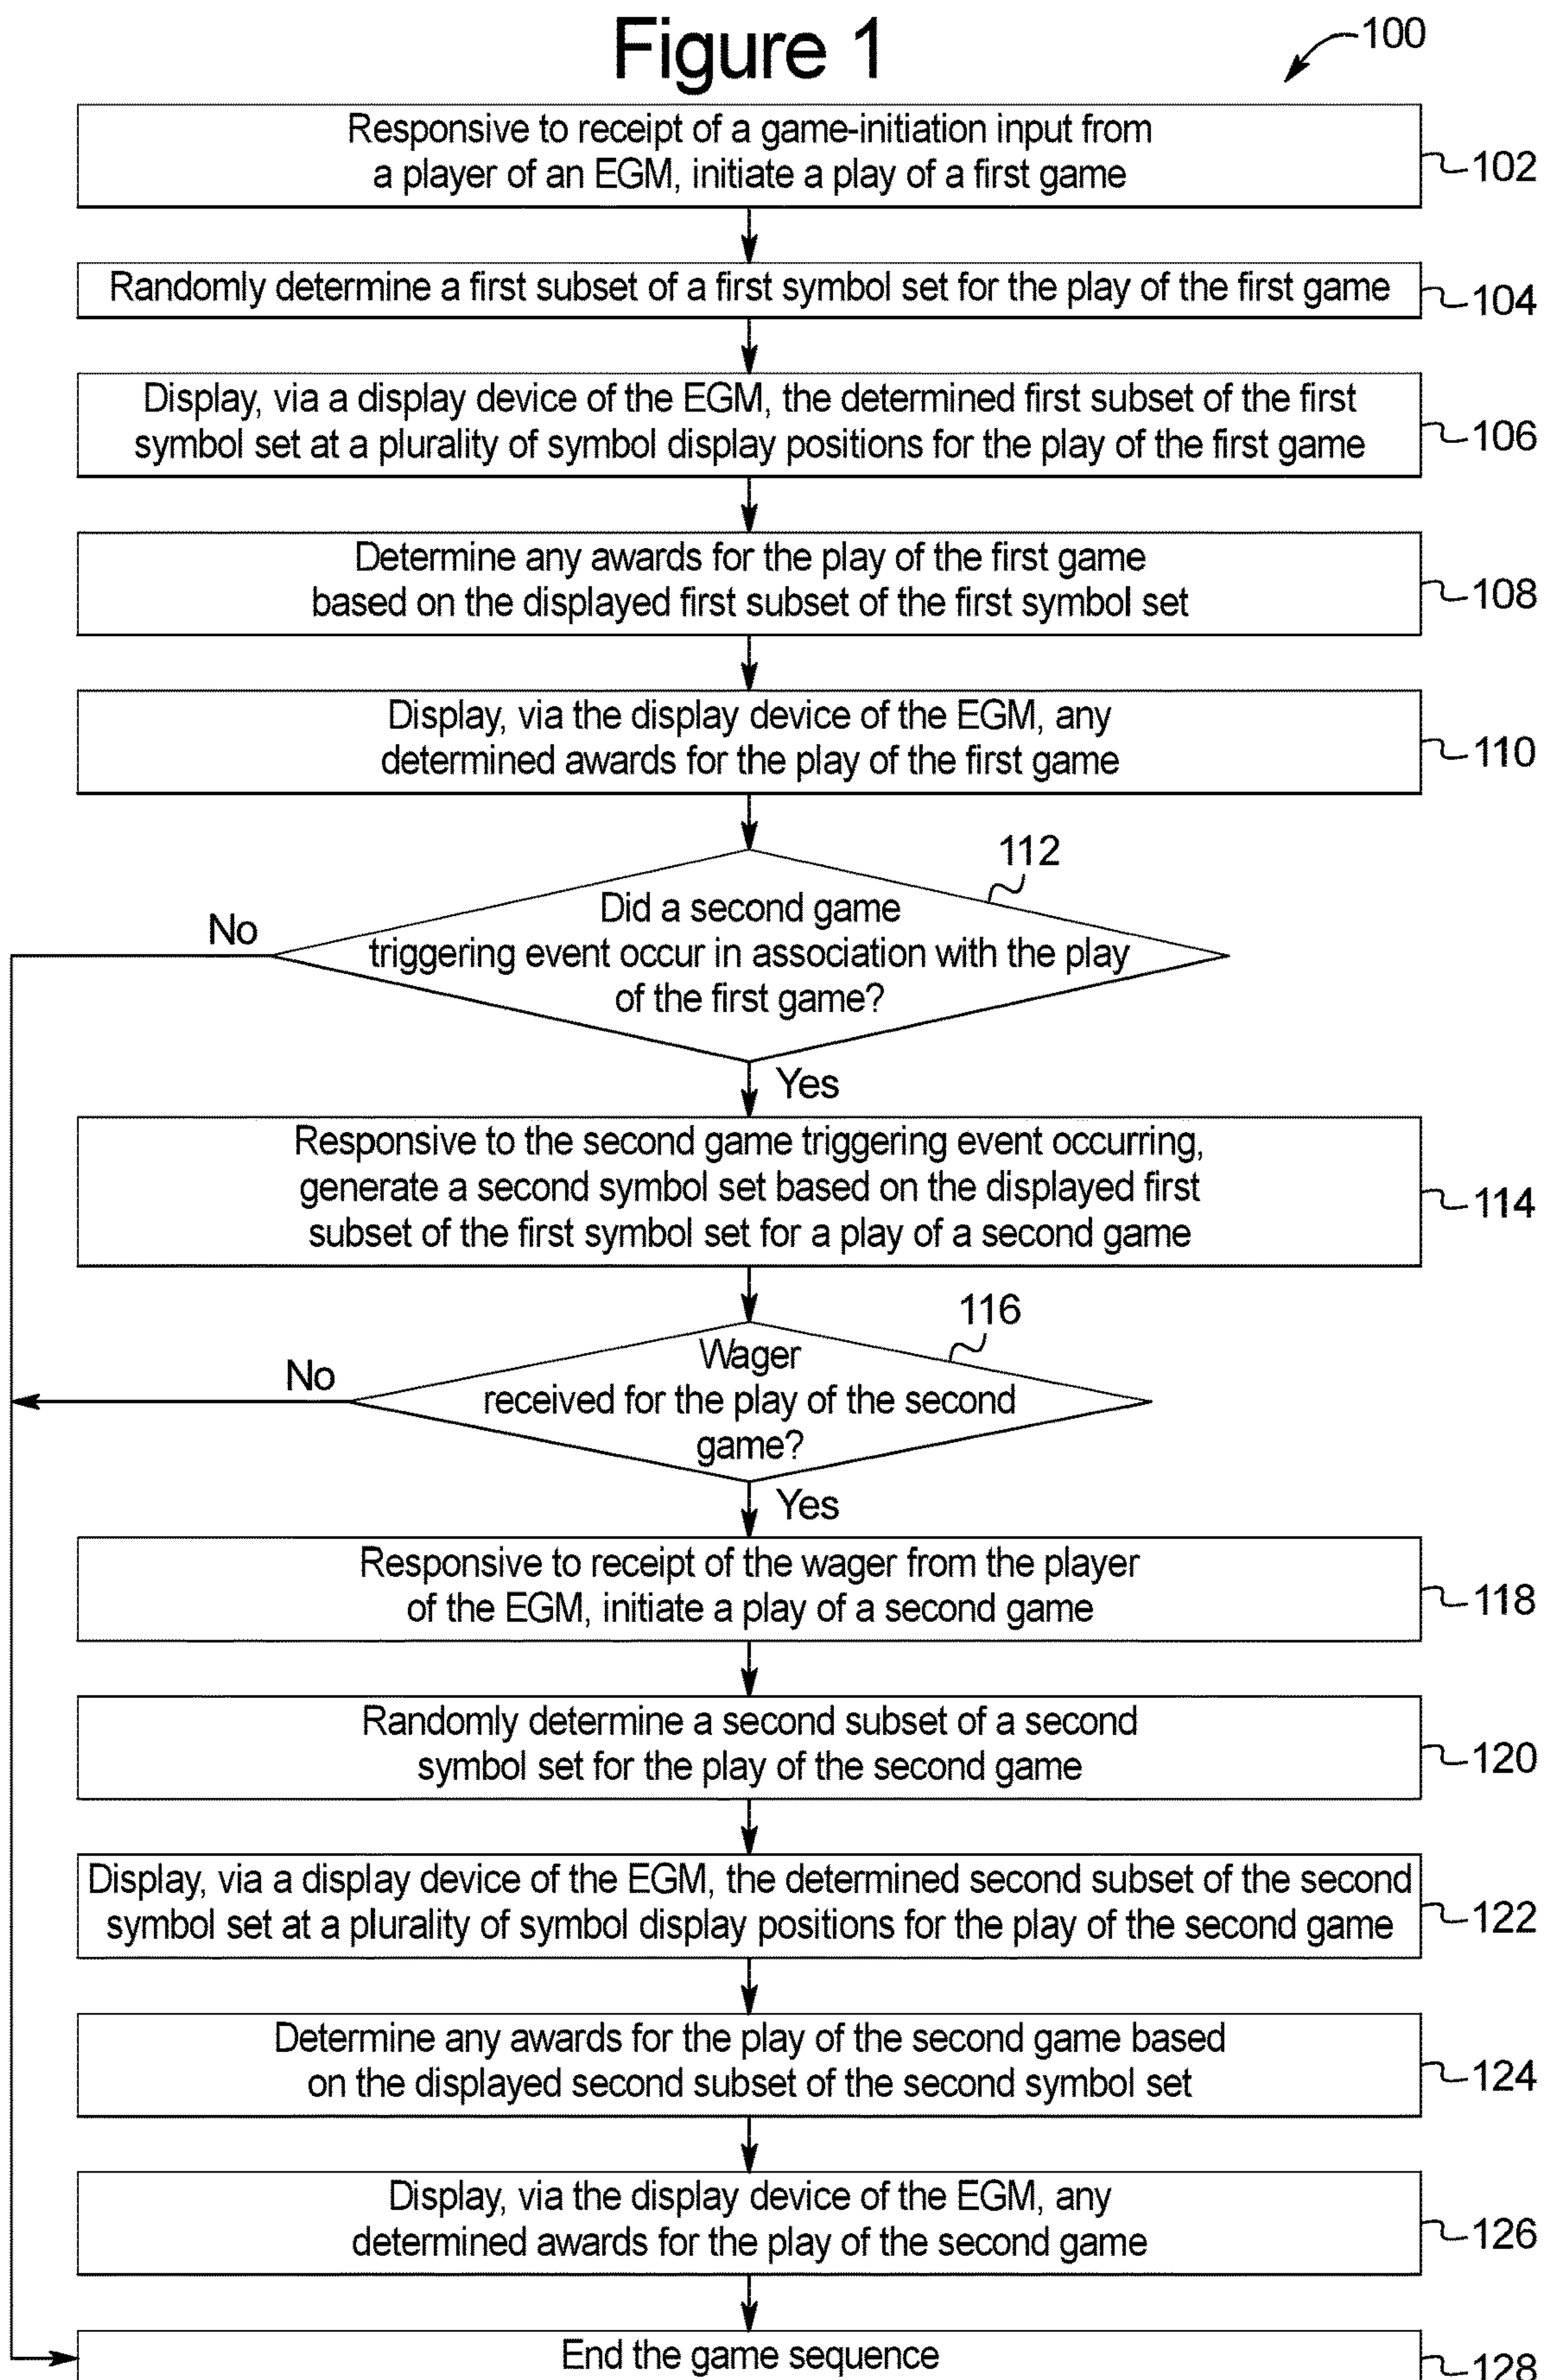 Figure 1
100
Responsive to receipt of a game-initiation input from
a player of an EGM, initiate a play of a first game
102
Randomly determine a first subset of a first symbol set for the play of the first game
104
Display, via a display device of the EGM, the determined first subset of the first
symbol set at a plurality of symbol display positions for the play of the first game
106
Determine any awards for the play of the first game
based on the displayed first subset of the first symbol set
108
Display, via the display device of the EGM, any
determined awards for the play of the first game
110
112
Did a second game
triggering event occur in association with the play
of the first game?
No
Yes
Responsive to the second game triggering event occurring,
generate a second symbol set based on the displayed first
subset of the first symbol set for a play of a second game
114
116
Wager
received for the play of the second
game?
No
Yes
Responsive to receipt of the wager from the player
of the EGM, initiate a play of a second game
118
Randomly determine a second subset of a second
symbol set for the play of the second game
120
Display, via a display device of the EGM, the determined second subset of the second
symbol set at a plurality of symbol display positions for the play of the second game
122
Determine any awards for the play of the second game based
on the displayed second subset of the second symbol set
124
Display, via the display device of the EGM, any
determined awards for the play of the second game
126
End the game sequence
128